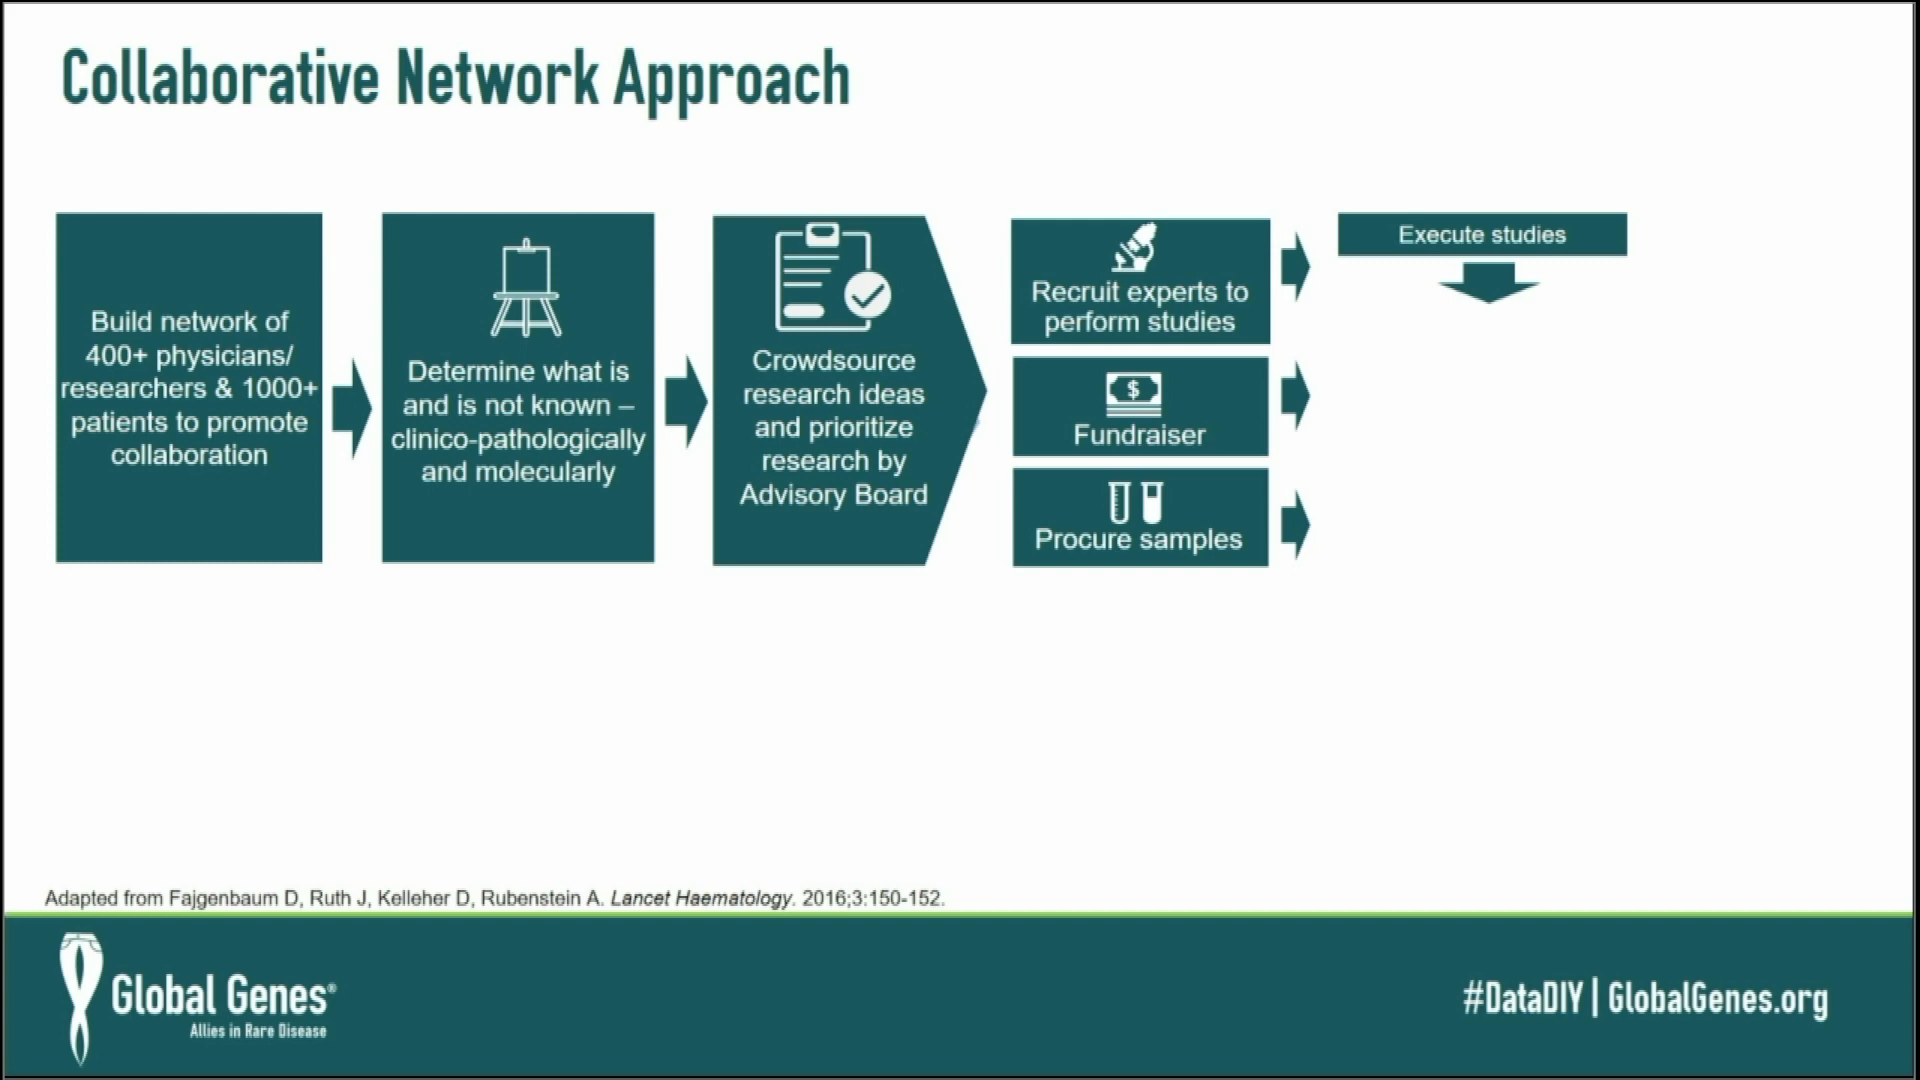 Collaborative Network Approach
Build network of
400+ physicians/
researchers & 1000+
patients to promote
collaboration
Determine what is
and is not known –
clinico-pathologically
and molecularly
Crowdsource
research ideas
and prioritize
research by
Advisory Board
Recruit experts to
perform studies
$
Fundraiser
Procure samples
Execute studies
Adapted from Fajgenbaum D, Ruth J, Kelleher D, Rubenstein A. Lancet Haematology. 2016;3:150-152.
Global Genes®
Allies in Rare Disease
#DataDIY | GlobalGenes.org